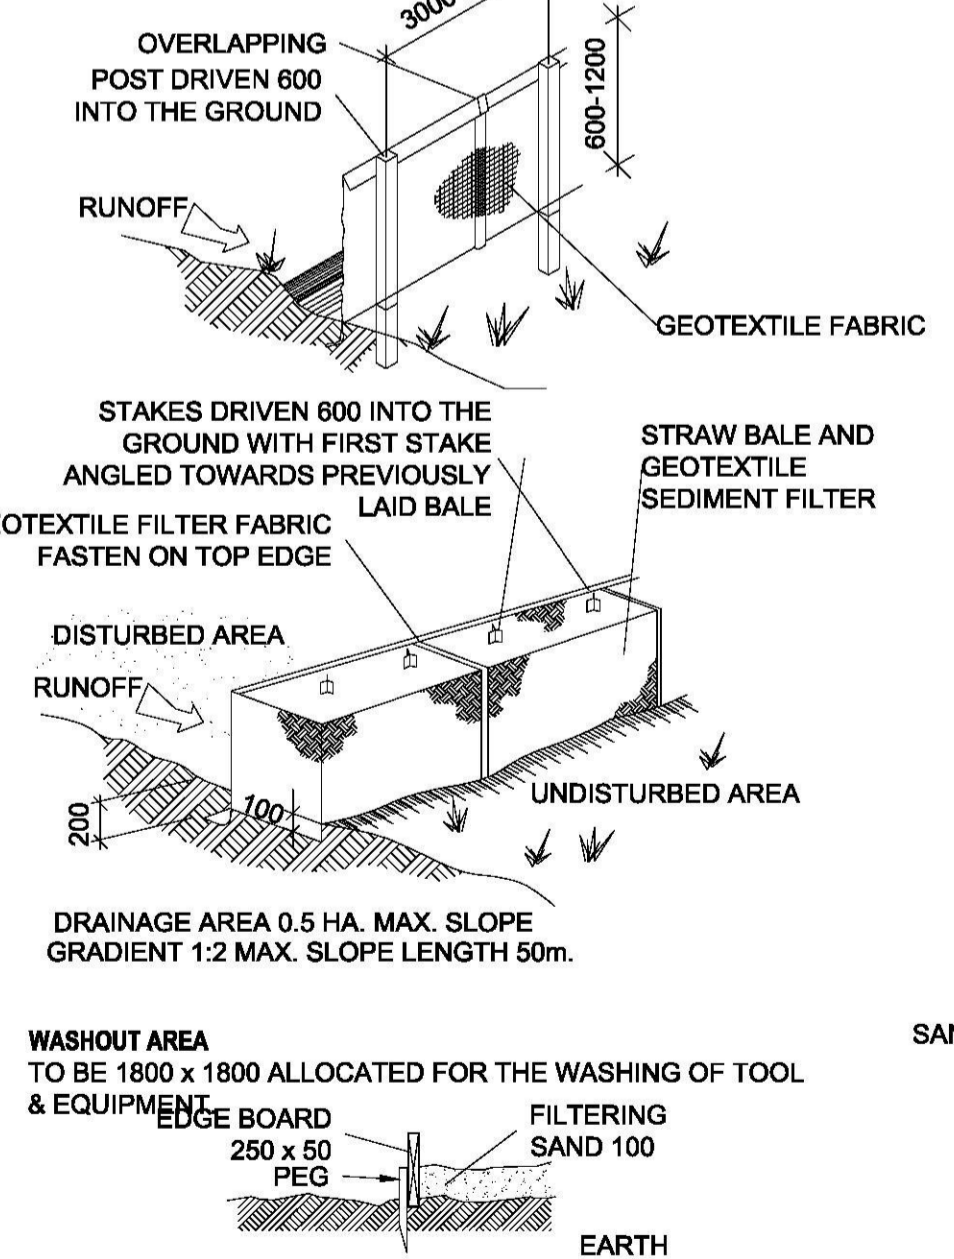 3000
OVERLAPPING
POST DRIVEN 600
INTO THE GROUND
600-1200
RUNOFF
GEOTEXTILE FABRIC
STAKES DRIVEN 600 INTO THE
GROUND WITH FIRST STAKE
ANGLED TOWARDS PREVIOUSLY
LAID BALE
STRAW BALE AND
GEOTEXTILE
SEDIMENT FILTER
EOTEXTILE FILTER FABRIC
FASTEN ON TOP EDGE
DISTURBED AREA
RUNOFF
UNDISTURBED AREA
200
100
DRAINAGE AREA 0.5 HA. MAX. SLOPE
GRADIENT 1:2 MAX. SLOPE LENGTH 50m.
WASHOUT AREA
TO BE 1800 x 1800 ALLOCATED FOR THE WASHING OF TOOL
& EQUIPMENT.
EDGE BOARD
250 x 50
PEG
FILTERING
SAND 100
EARTH